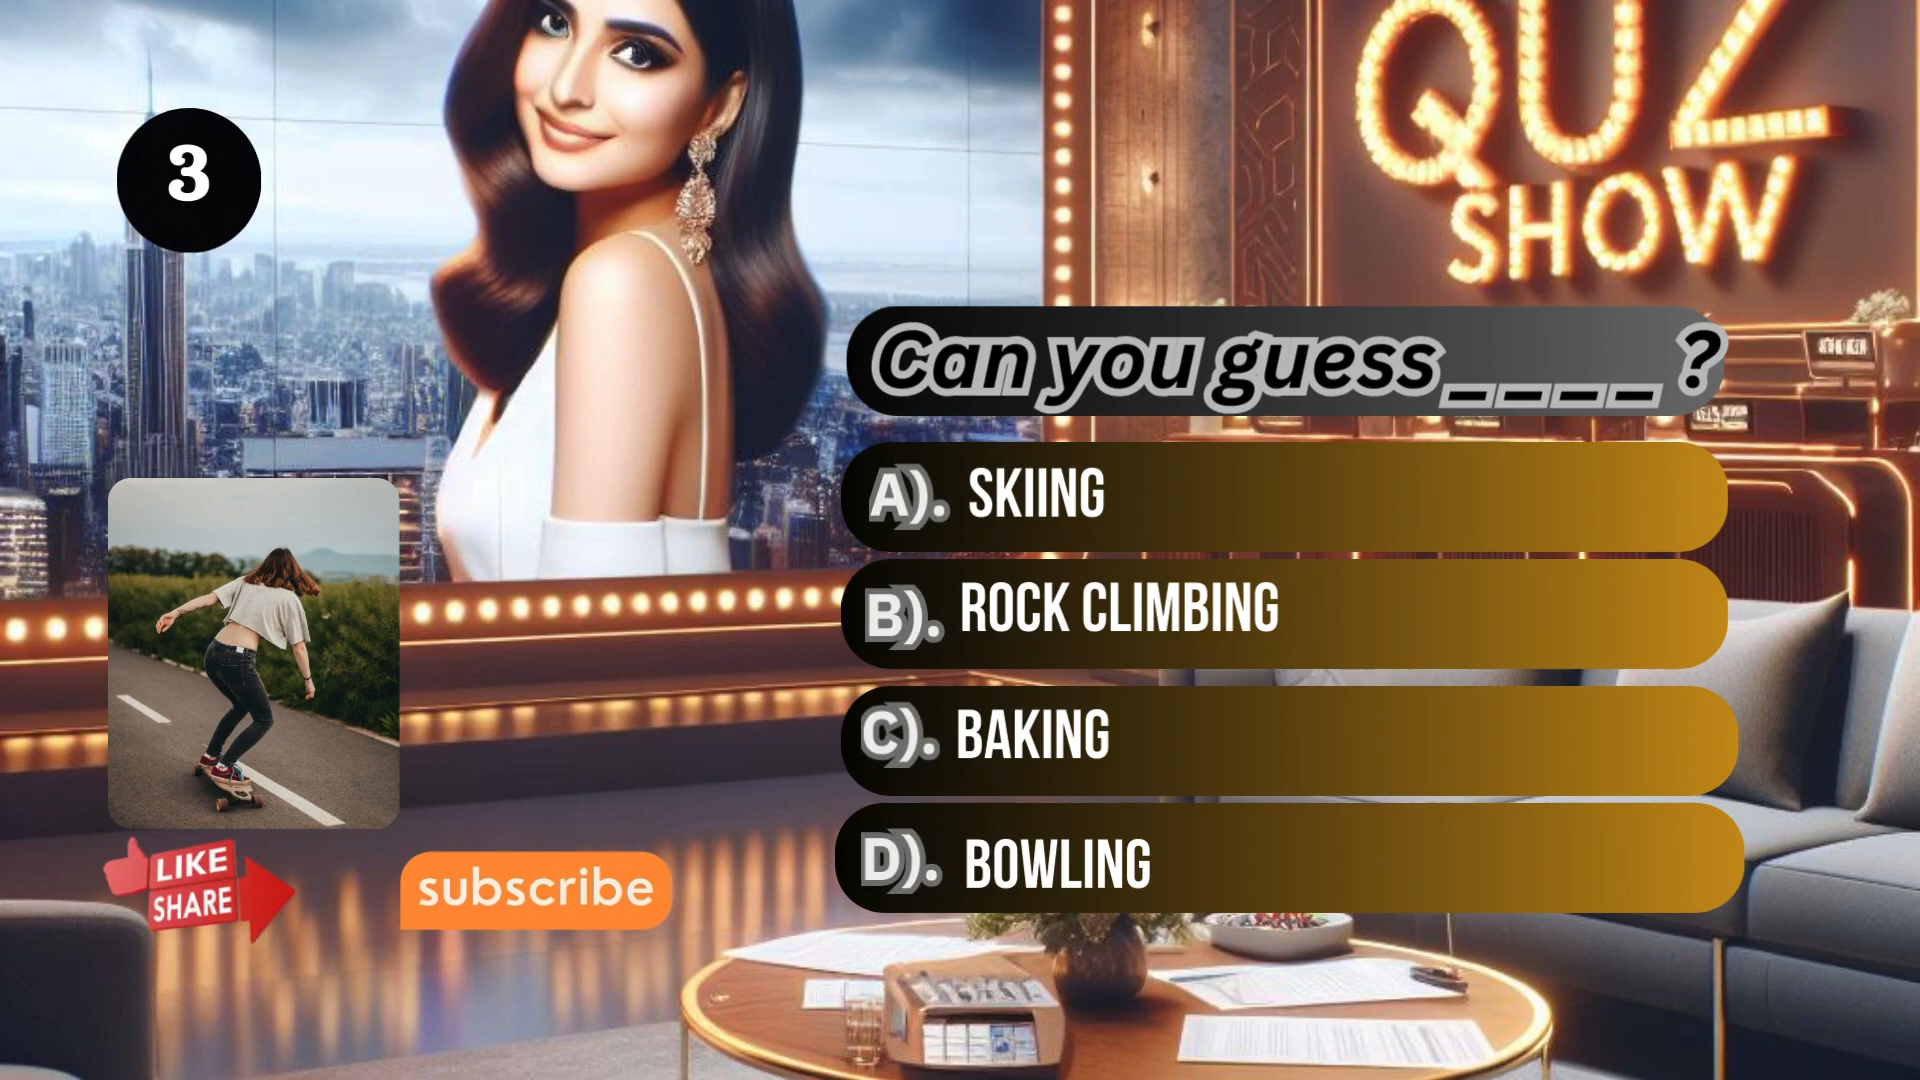 QUZ
SHOW
3
Can you guess____ ?
A). SKIING
B). ROCK CLIMBING
C). BAKING
D). BOWLING
LIKE
SHARE
subscribe